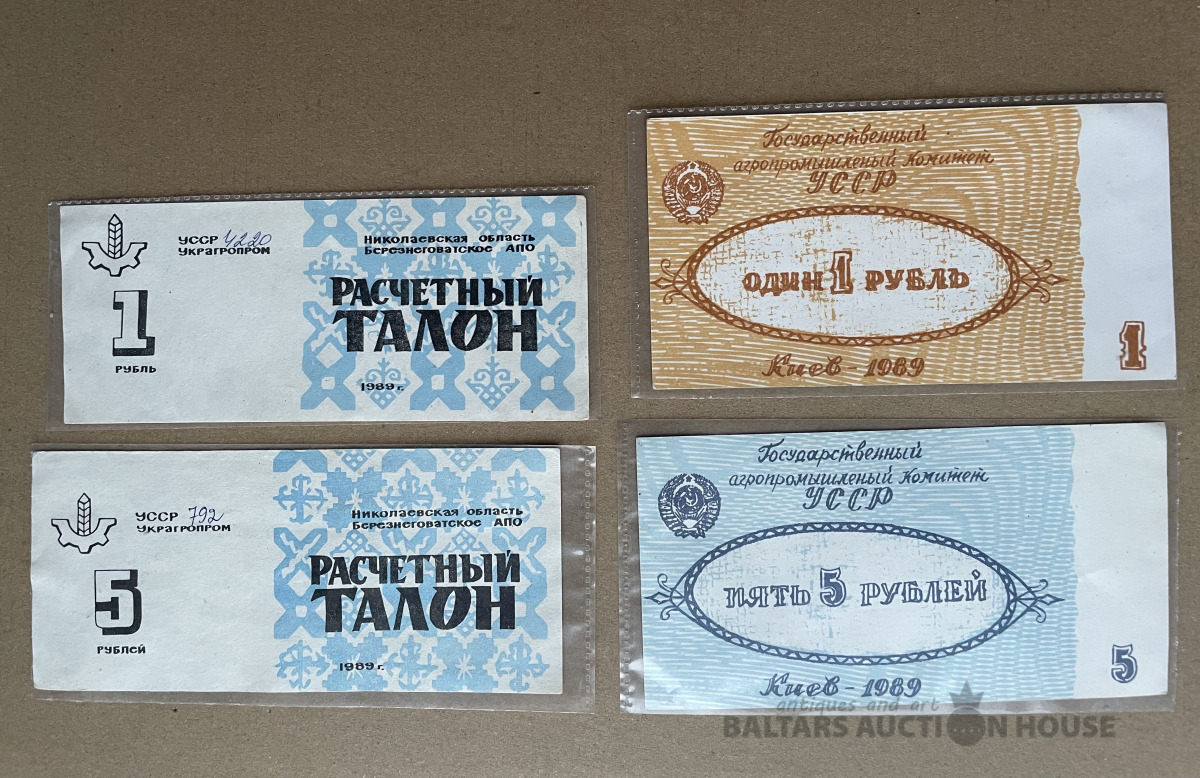 УССР 4220
УКРАГРОПРОМ
1
РУБЛЬ
Николаевская область
Березнеговатское АПО
РАСЧЕТНЫЙ
ТАЛОН
1989 г.
Государственный
агропромышленый комитет
УССР
ОДИН 1 РУБЛЬ
Киев - 1989
1
УССР 792
УКРАГРОПРОМ
5
РУБЛЕЙ
Николаевская область
Березнеговатское АПО
РАСЧЕТНЫЙ
ТАЛОН
1989 г.
Государственный
агропромышленый комитет
УССР
ПЯТЬ 5 РУБЛЕЙ
Киев - 1989
5
antiques and art
BALTARS AUCTION HOUSE